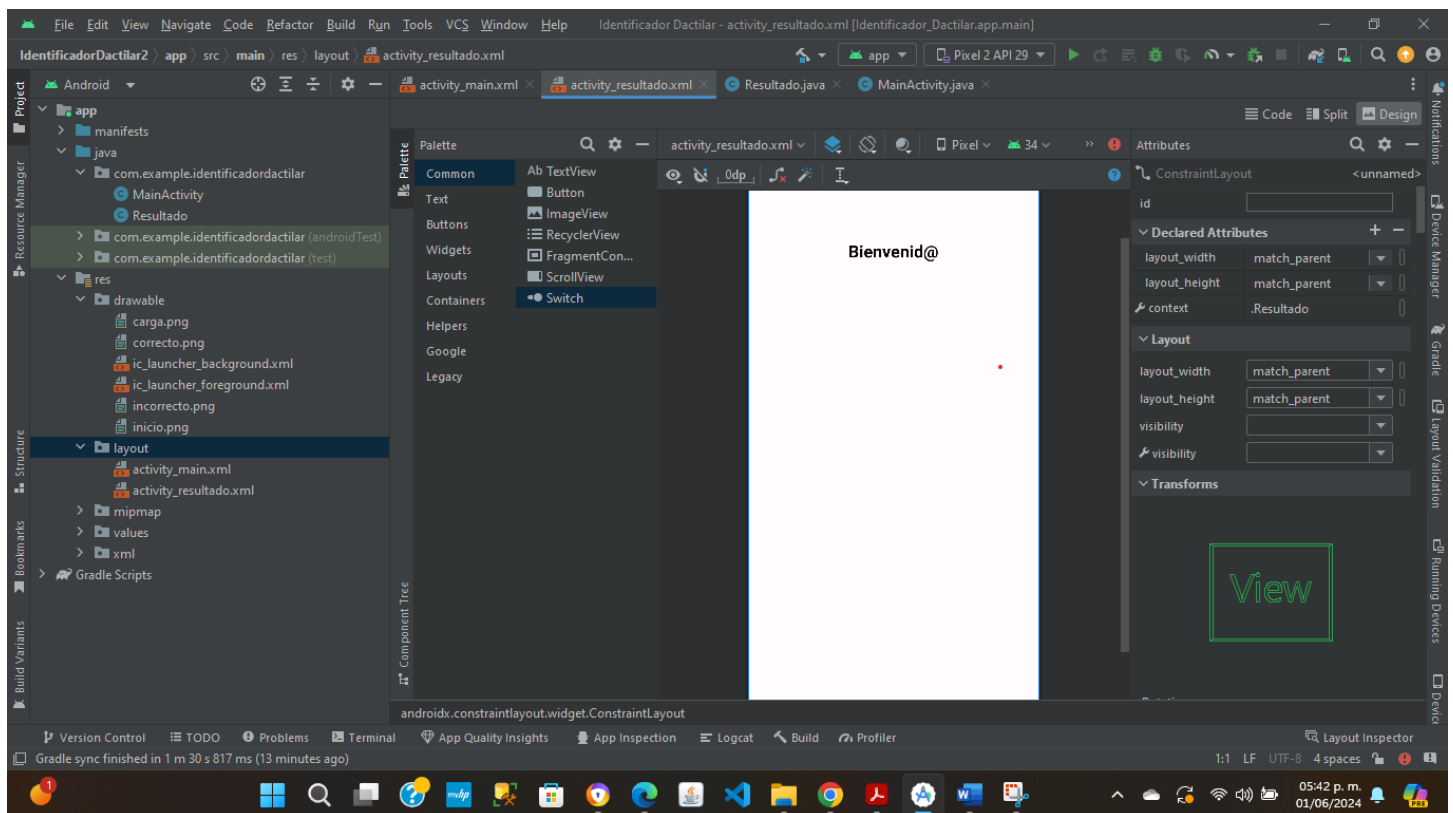 File Edit View Navigate Code Refactor Build Run Tools VCS Window Help Identificador Dactilar - activity_resultado.xml [Identificador_Dactilar.app.main]
IdentificadorDactilar2 app src main res layout activity_resultado.xml app Pixel 2 API 29
Project
Resource Manager
Structure
Bookmarks
Build Variants
Android
app
manifests
java
com.example.identificadordactilar
MainActivity
Resultado
com.example.identificadordactilar (androidTest)
com.example.identificadordactilar (test)
res
drawable
carga.png
correcto.png
ic_launcher_background.xml
ic_launcher_foreground.xml
incorrecto.png
inicio.png
layout
activity_main.xml
activity_resultado.xml
mipmap
values
xml
Gradle Scripts
activity_main.xml activity_resultado.xml Resultado.java MainActivity.java
Code Split Design
Palette
Component Tree
Palette
Common
Text
Buttons
Widgets
Layouts
Containers
Helpers
Google
Legacy
Ab TextView
Button
ImageView
RecyclerView
FragmentCon...
ScrollView
Switch
activity_resultado.xml Pixel 34
0dp
Bienvenid@
Attributes
ConstraintLayout <unnamed>
id
Declared Attributes
layout_width match_parent
layout_height match_parent
context .Resultado
Layout
layout_width match_parent
layout_height match_parent
visibility
visibility
Transforms
View
Notifications
Device Manager
Gradle
Layout Validation
Running Devices
androidx.constraintlayout.widget.ConstraintLayout
Version Control TODO Problems Terminal App Quality Insights App Inspection Logcat Build Profiler Layout Inspector
Gradle sync finished in 1 m 30 s 817 ms (13 minutes ago) 1:1 LF UTF-8 4 spaces
1
myhp
05:42 p. m.
01/06/2024
PRE